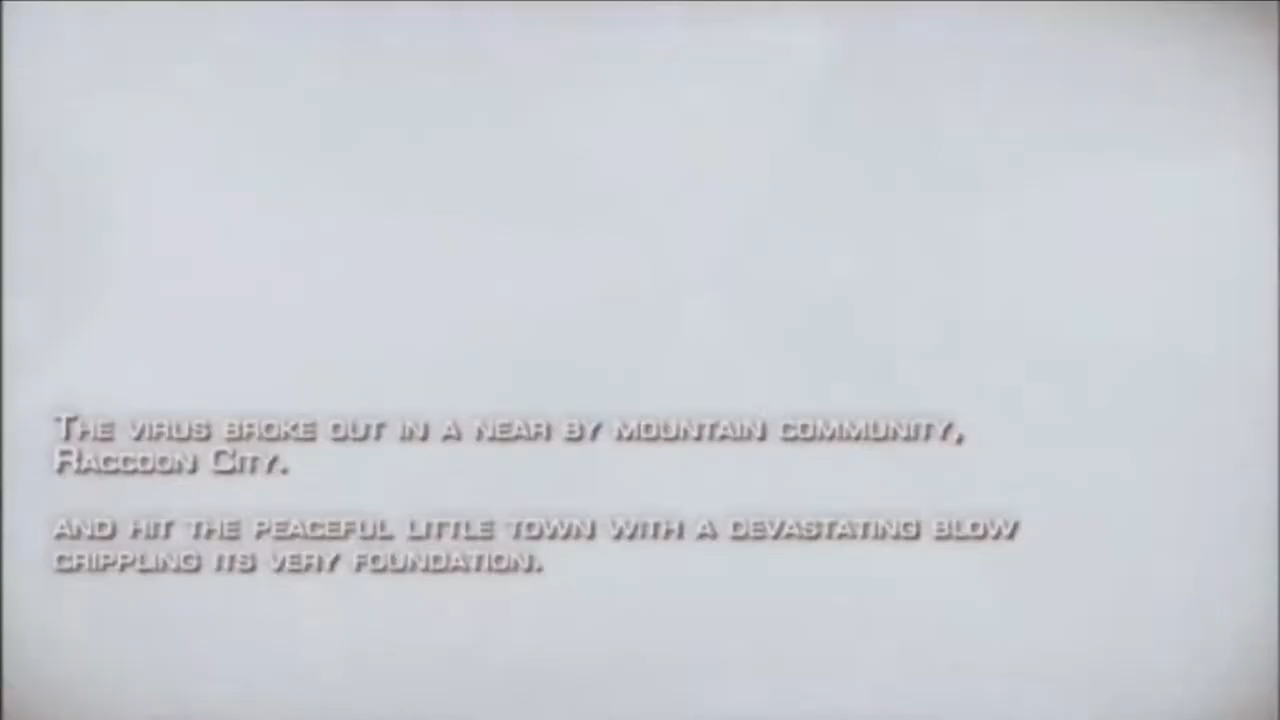 The virus broke out in a near by mountain community,
Raccoon City.
and hit the peaceful little town with a devastating blow
crippling its very foundation.